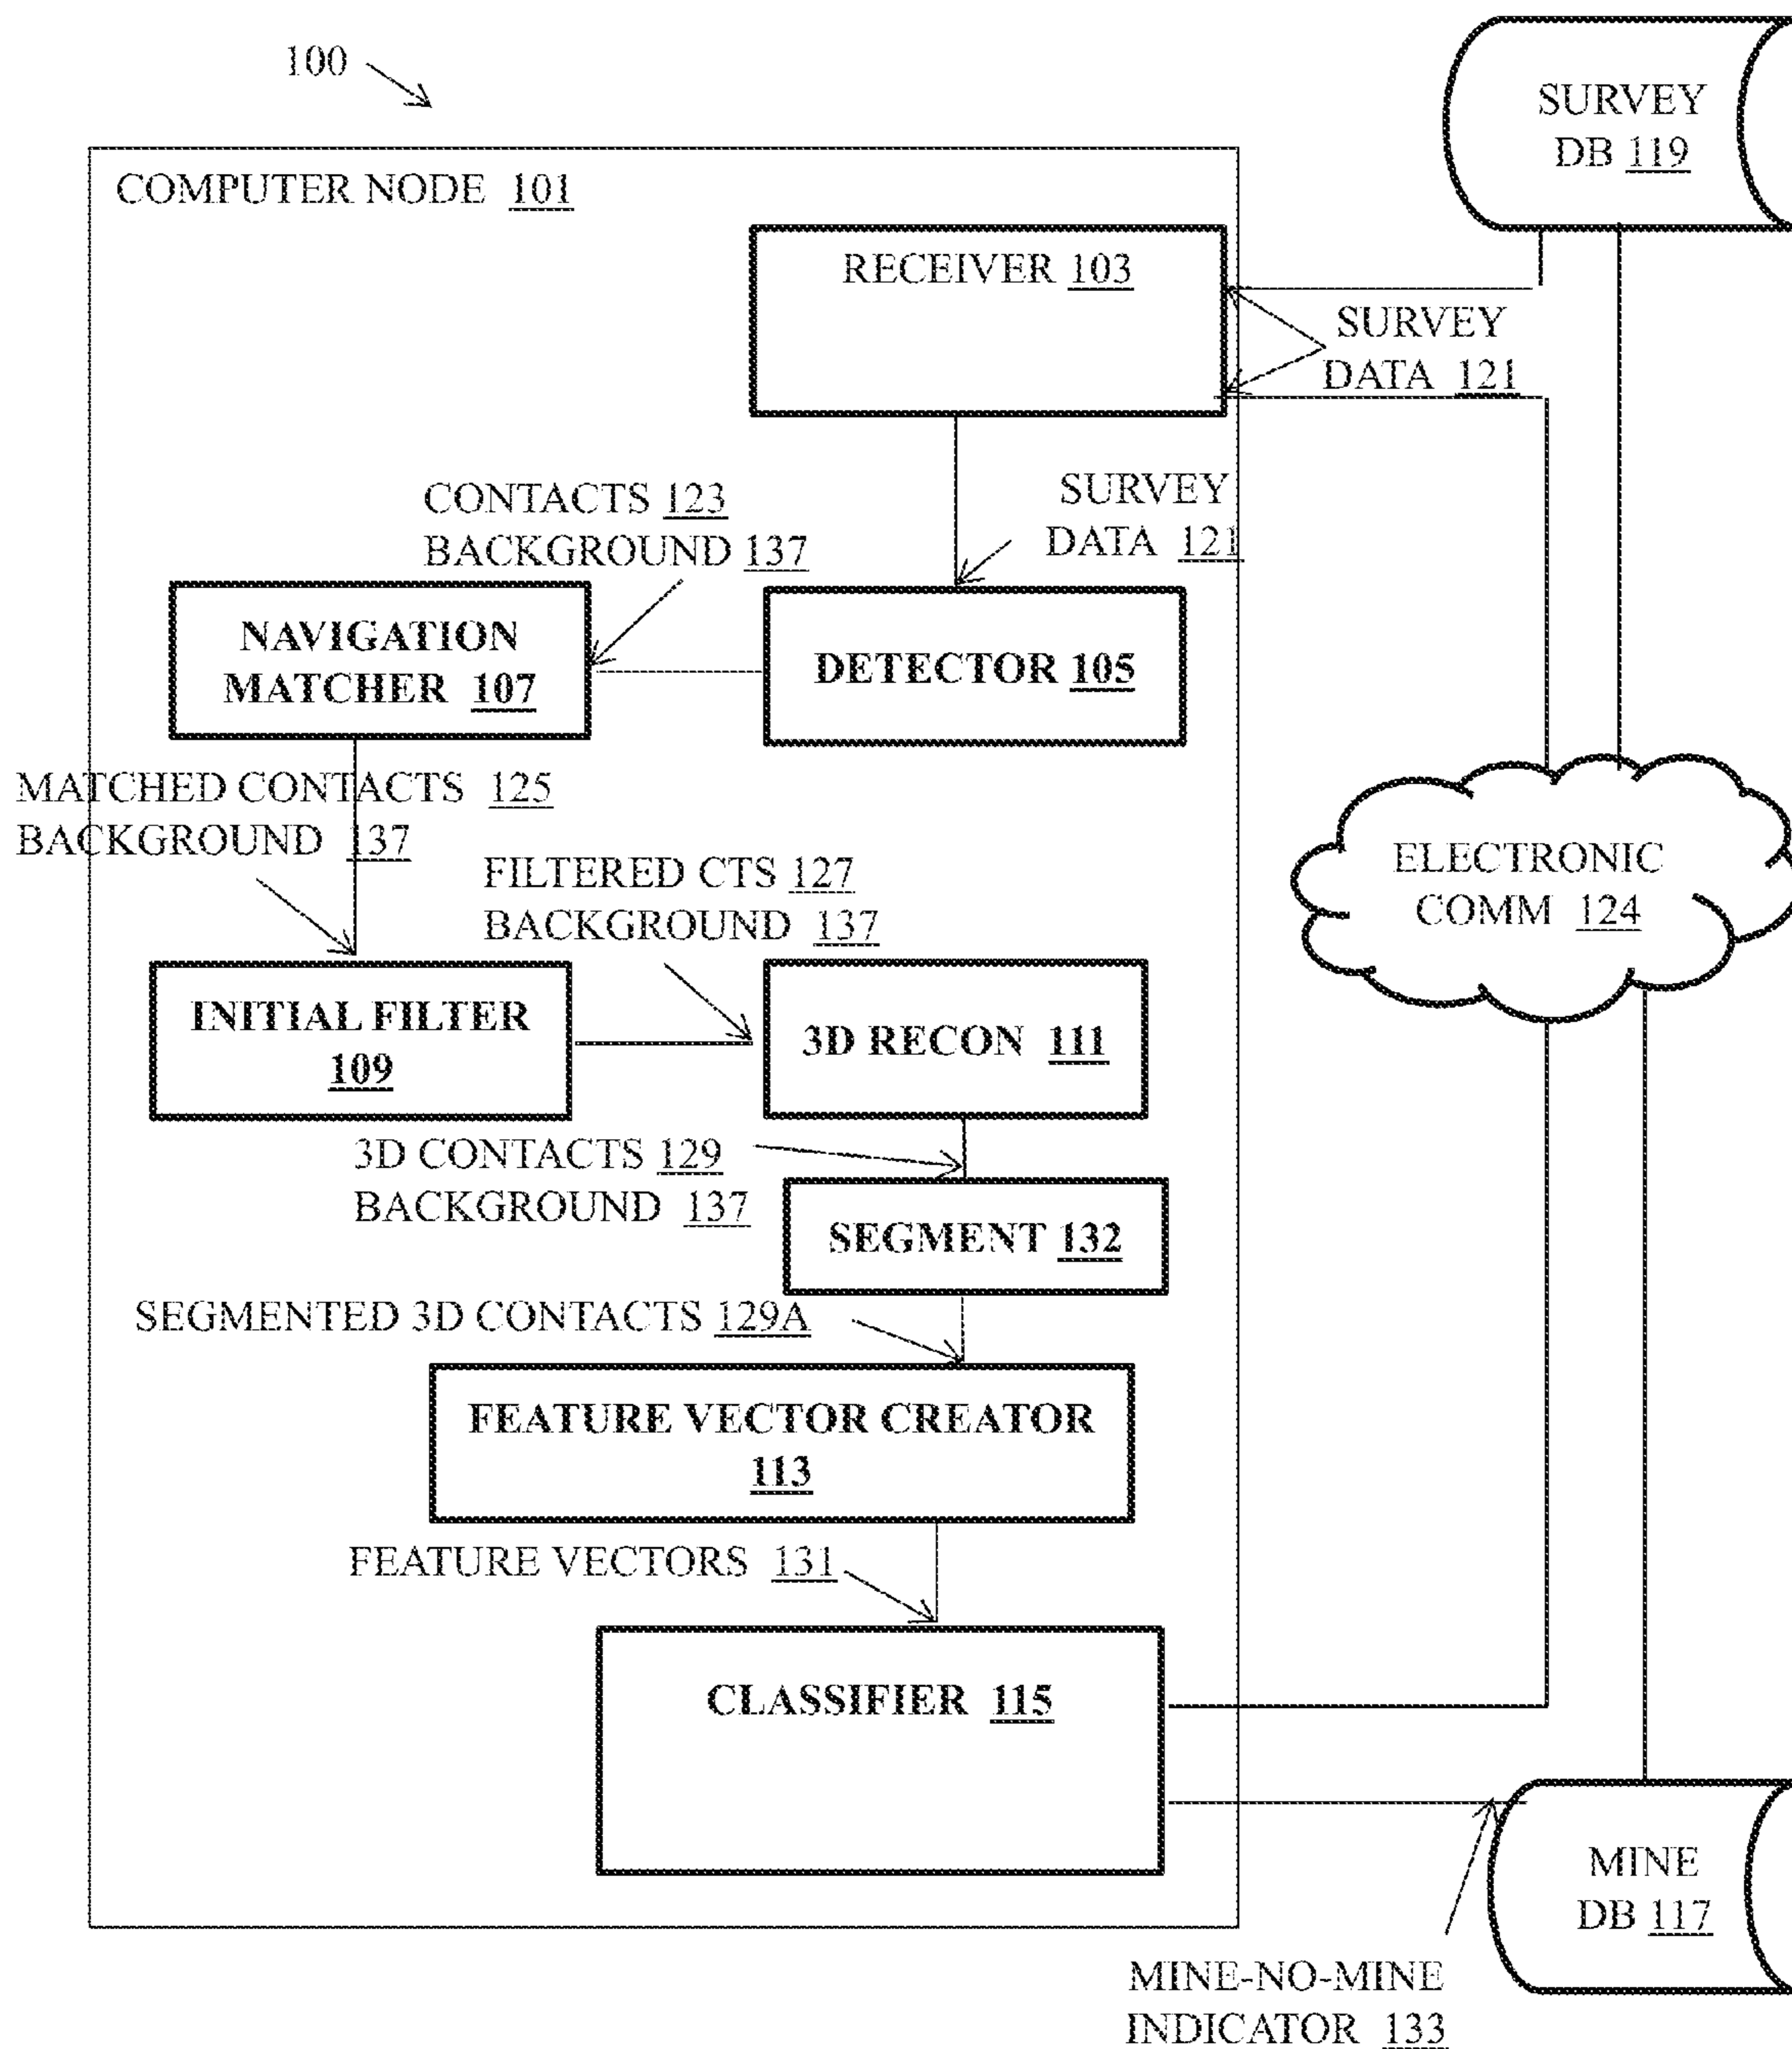 100
SURVEY
DB 119
COMPUTER NODE 101
RECEIVER 103
SURVEY
DATA 121
CONTACTS 123
BACKGROUND 137
SURVEY
DATA 121
NAVIGATION
MATCHER 107
DETECTOR 105
MATCHED CONTACTS 125
BACKGROUND 137
FILTERED CTS 127
BACKGROUND 137
ELECTRONIC
COMM 124
INITIAL FILTER
109
3D RECON 111
3D CONTACTS 129
BACKGROUND 137
SEGMENT 132
SEGMENTED 3D CONTACTS 129A
FEATURE VECTOR CREATOR
113
FEATURE VECTORS 131
CLASSIFIER 115
MINE
DB 117
MINE-NO-MINE
INDICATOR 133